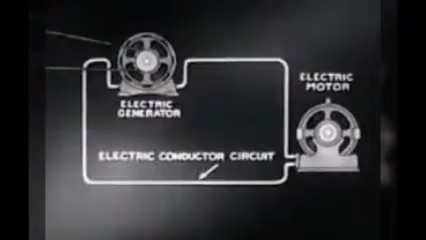 ELECTRIC
GENERATOR
ELECTRIC
MOTOR
ELECTRIC CONDUCTOR CIRCUIT